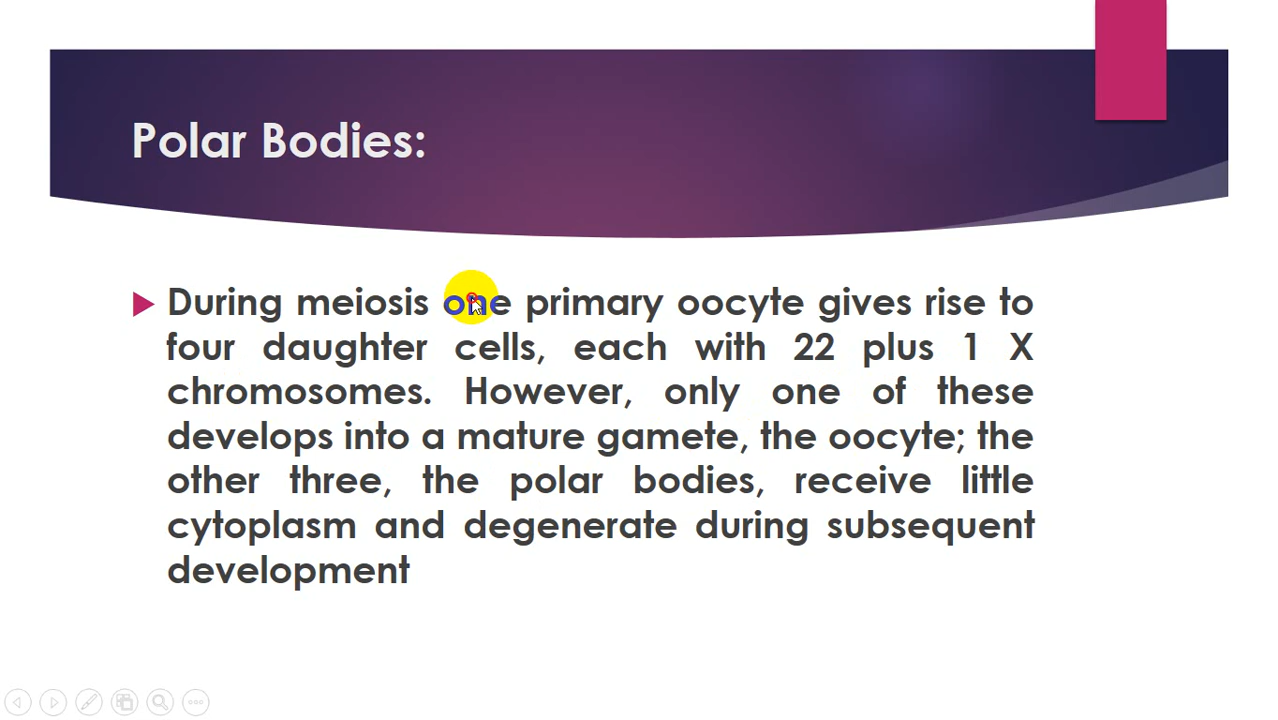 Polar Bodies:
During meiosis one primary oocyte gives rise to
four daughter cells, each with 22 plus 1 X
chromosomes. However, only one of these
develops into a mature gamete, the oocyte; the
other three, the polar bodies, receive little
cytoplasm and degenerate during subsequent
development